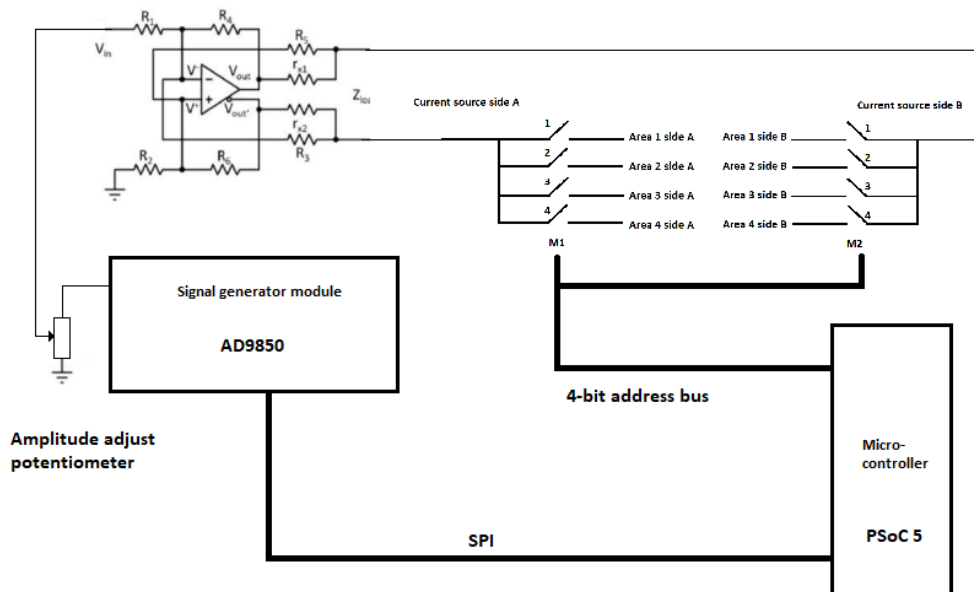 R1
R4
Vin
R5
V-
Vout
rx1
V+
Vout'
Current source side A
Current source side B
rx2
R3
R2
R6
1
Area 1 side A
Area 1 side B
1
2
Area 2 side A
Area 2 side B
2
3
Area 3 side A
Area 3 side B
3
4
Area 4 side A
Area 4 side B
4
M1
M2
Signal generator module
AD9850
4-bit address bus
Amplitude adjust
potentiometer
Micro-
controller
PSoC 5
SPI